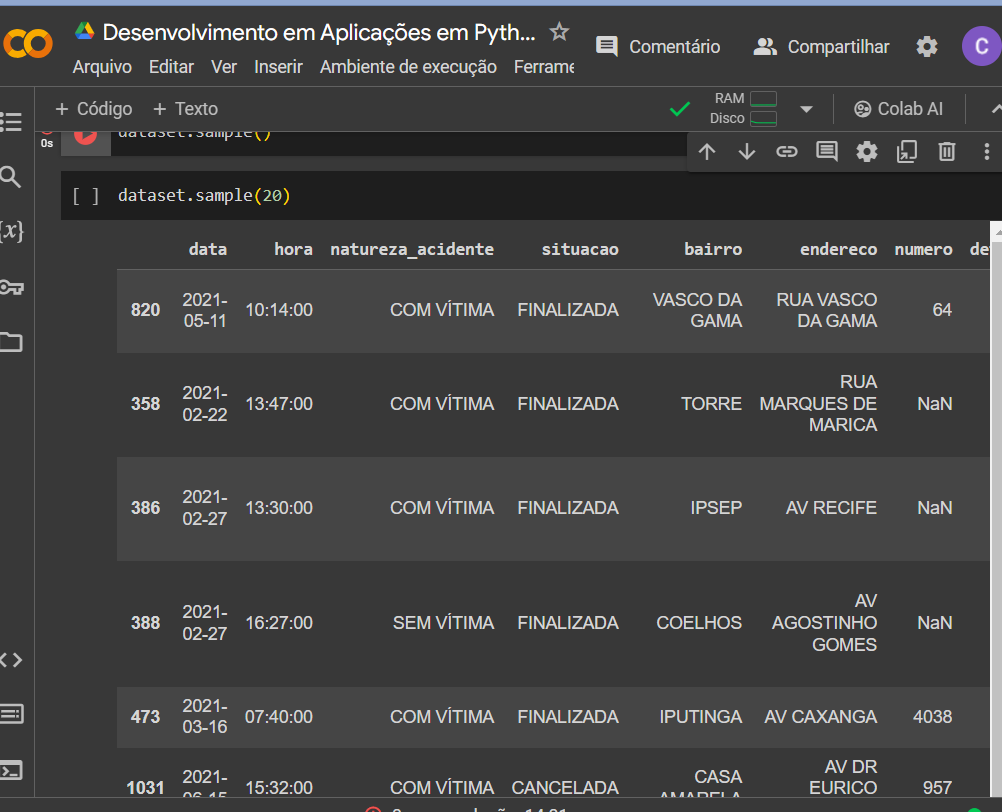 Desenvolvimento em Aplicações em Pyth...
Comentário
Compartilhar
C
Arquivo Editar Ver Inserir Ambiente de execução Ferrame
+ Código + Texto
RAM
Disco
Colab AI
0s
dataset.sample()
{x}
[ ] dataset.sample(20)
data hora natureza_acidente situacao bairro endereco numero
820 2021-05-11 10:14:00 COM VÍTIMA FINALIZADA VASCO DA GAMA RUA VASCO DA GAMA 64
358 2021-02-22 13:47:00 COM VÍTIMA FINALIZADA TORRE RUA MARQUES DE MARICA NaN
386 2021-02-27 13:30:00 COM VÍTIMA FINALIZADA IPSEP AV RECIFE NaN
388 2021-02-27 16:27:00 SEM VÍTIMA FINALIZADA COELHOS AV AGOSTINHO GOMES NaN
473 2021-03-16 07:40:00 COM VÍTIMA FINALIZADA IPUTINGA AV CAXANGA 4038
1031 2021-06-15 15:32:00 COM VÍTIMA CANCELADA CASA AMARELA AV DR EURICO 957